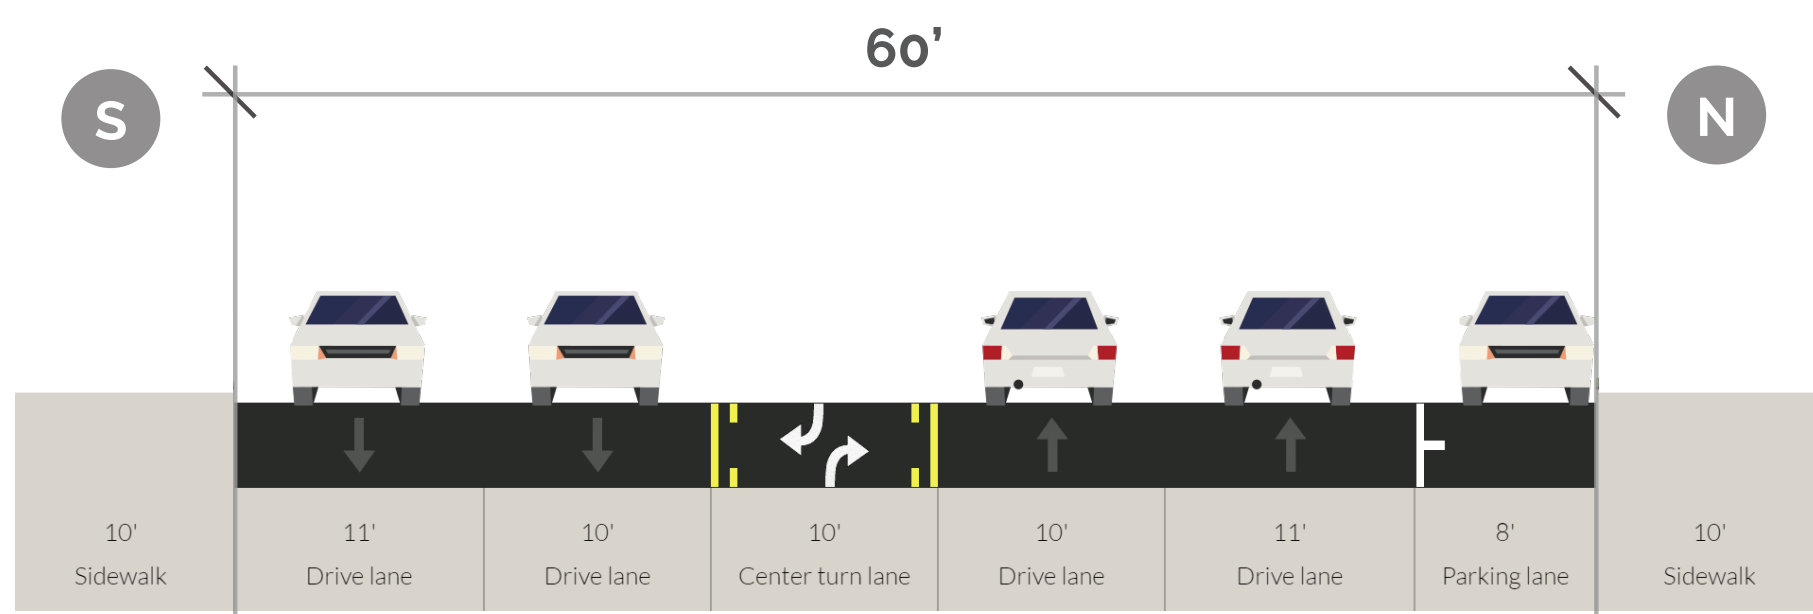 60’
S
N
10' 11' 10' 10' 10' 11' 8' 10'
Sidewalk Drive lane Drive lane Center turn lane Drive lane Drive lane Parking lane Sidewalk